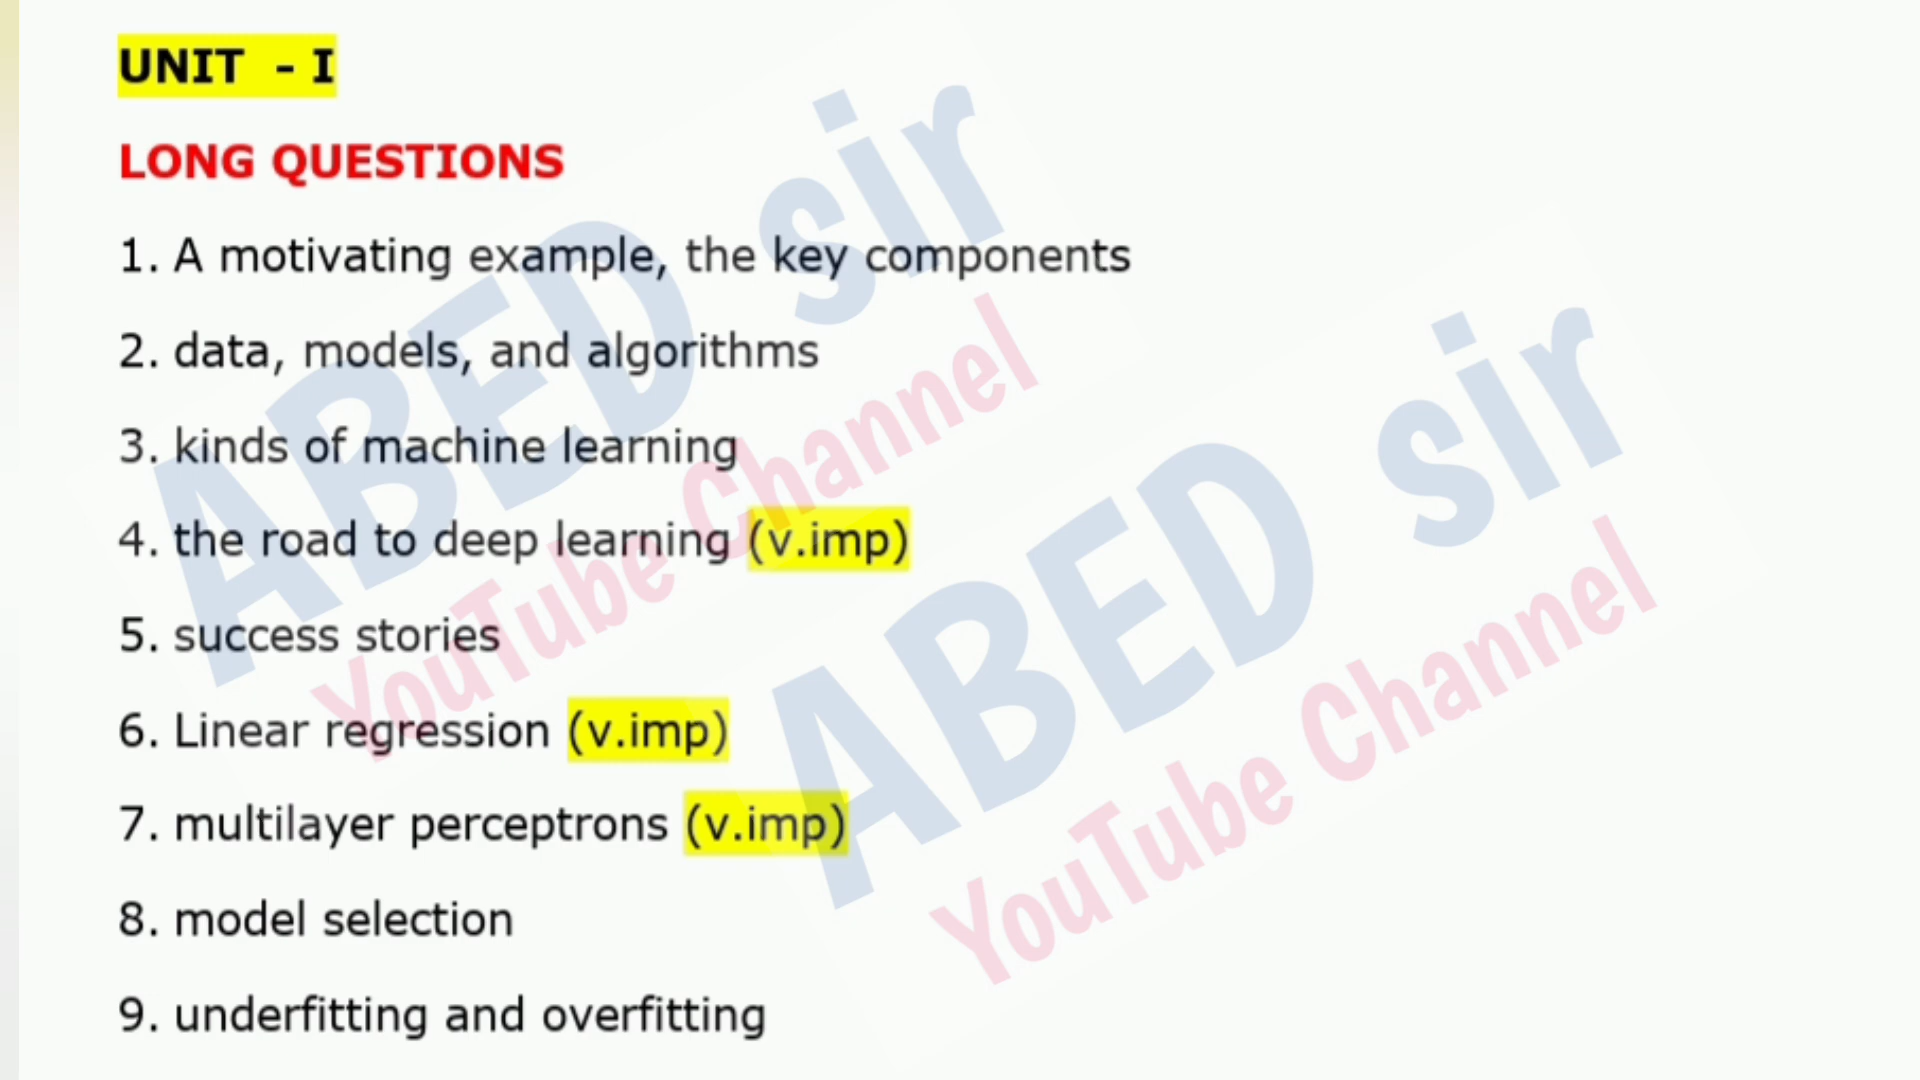 UNIT - I
LONG QUESTIONS
1. A motivating example, the key components
2. data, models, and algorithms
3. kinds of machine learning
4. the road to deep learning (v.imp)
5. success stories
6. Linear regression (v.imp)
7. multilayer perceptrons (v.imp)
8. model selection
9. underfitting and overfitting
ABED sir
YouTube Channel
ABED sir
YouTube Channel